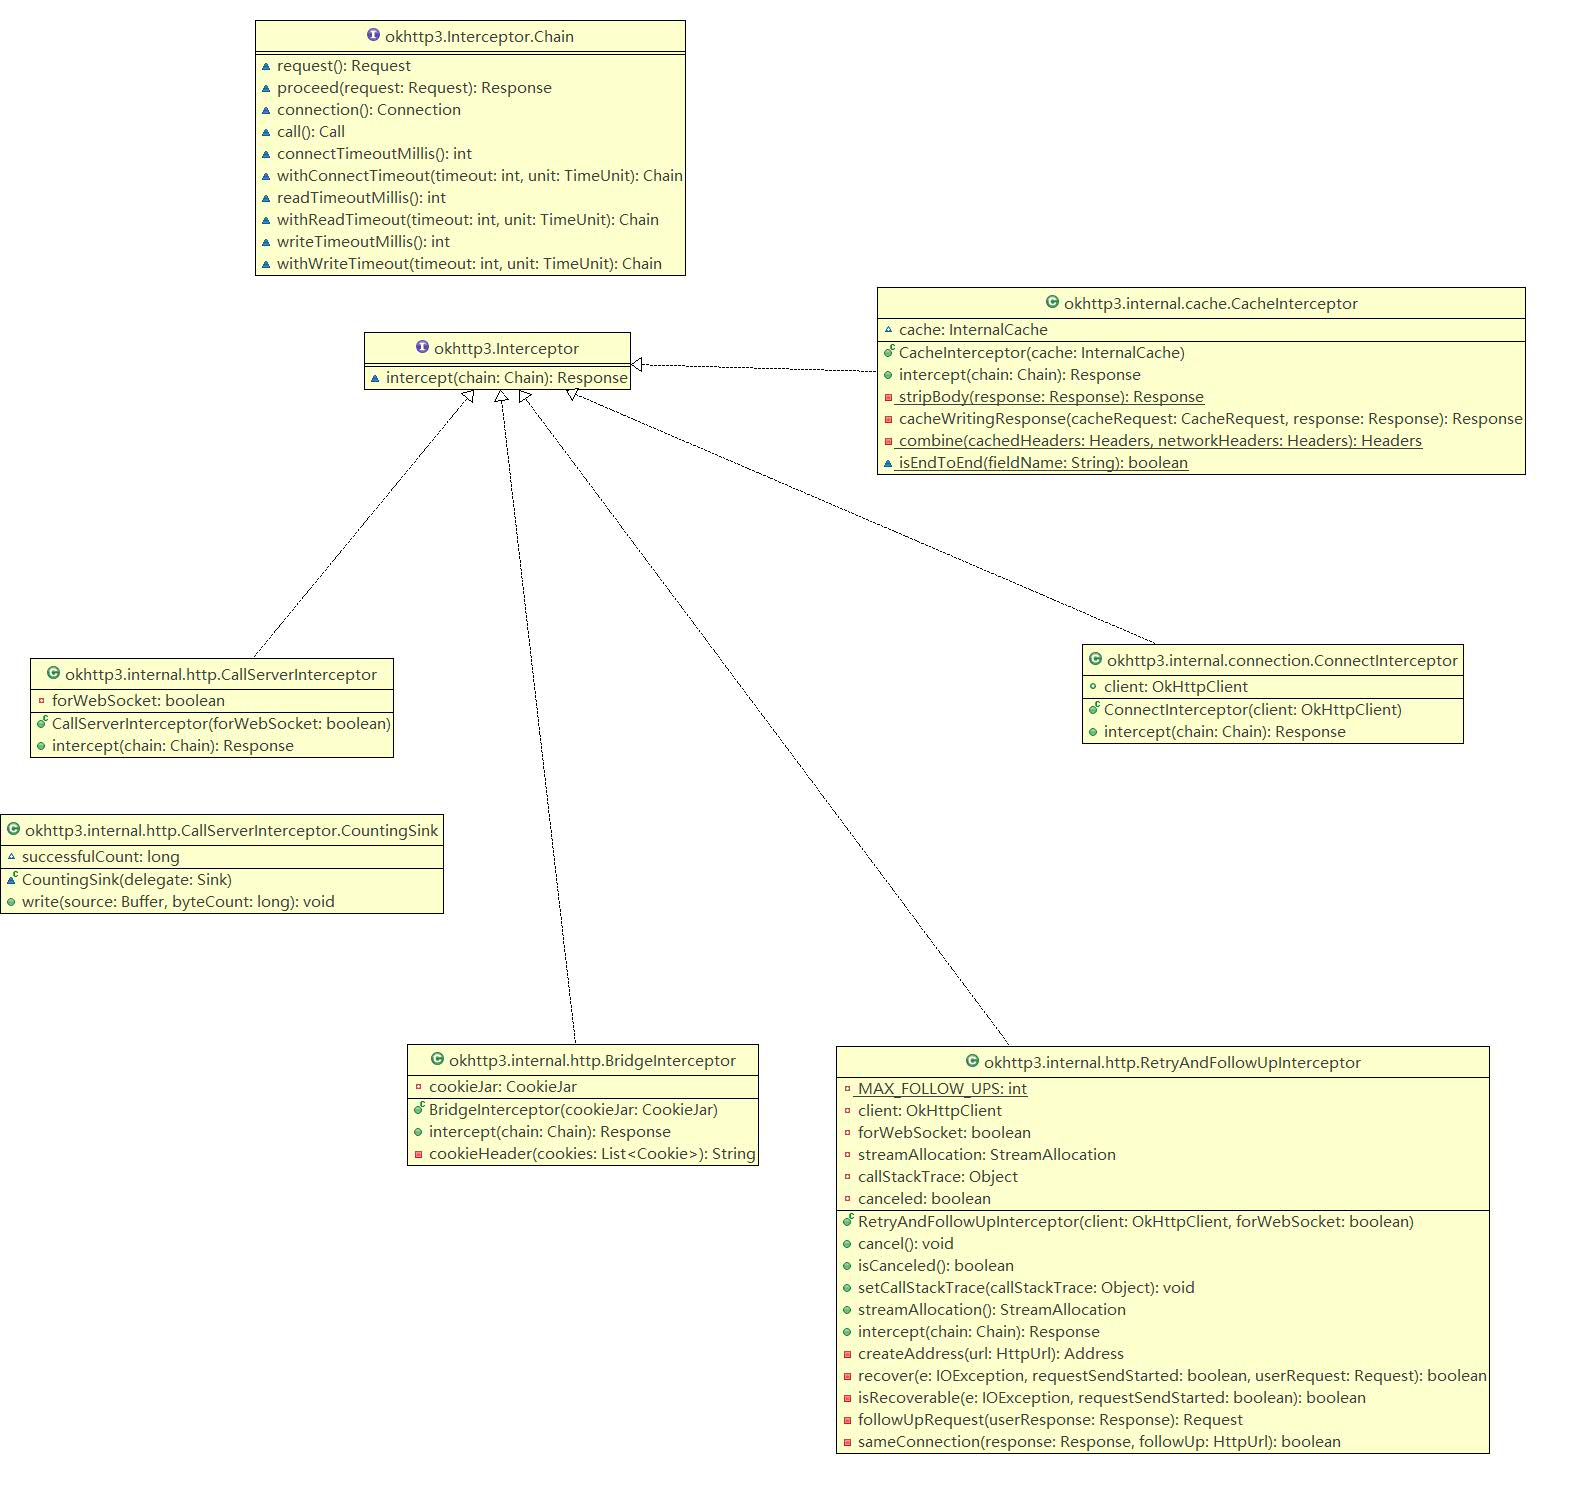 okhttp3.Interceptor.Chain
request(): Request
proceed(request: Request): Response
connection(): Connection
call(): Call
connectTimeoutMillis(): int
withConnectTimeout(timeout: int, unit: TimeUnit): Chain
readTimeoutMillis(): int
withReadTimeout(timeout: int, unit: TimeUnit): Chain
writeTimeoutMillis(): int
withWriteTimeout(timeout: int, unit: TimeUnit): Chain
okhttp3.Interceptor
intercept(chain: Chain): Response
okhttp3.internal.cache.CacheInterceptor
cache: InternalCache
CacheInterceptor(cache: InternalCache)
intercept(chain: Chain): Response
stripBody(response: Response): Response
cacheWritingResponse(cacheRequest: CacheRequest, response: Response): Response
combine(cachedHeaders: Headers, networkHeaders: Headers): Headers
isEndToEnd(fieldName: String): boolean
okhttp3.internal.http.CallServerInterceptor
forWebSocket: boolean
CallServerInterceptor(forWebSocket: boolean)
intercept(chain: Chain): Response
okhttp3.internal.connection.ConnectInterceptor
client: OkHttpClient
ConnectInterceptor(client: OkHttpClient)
intercept(chain: Chain): Response
okhttp3.internal.http.CallServerInterceptor.CountingSink
successfulCount: long
CountingSink(delegate: Sink)
write(source: Buffer, byteCount: long): void
okhttp3.internal.http.BridgeInterceptor
cookieJar: CookieJar
BridgeInterceptor(cookieJar: CookieJar)
intercept(chain: Chain): Response
cookieHeader(cookies: List<Cookie>): String
okhttp3.internal.http.RetryAndFollowUpInterceptor
MAX_FOLLOW_UPS: int
client: OkHttpClient
forWebSocket: boolean
streamAllocation: StreamAllocation
callStackTrace: Object
canceled: boolean
RetryAndFollowUpInterceptor(client: OkHttpClient, forWebSocket: boolean)
cancel(): void
isCanceled(): boolean
setCallStackTrace(callStackTrace: Object): void
streamAllocation(): StreamAllocation
intercept(chain: Chain): Response
createAddress(url: HttpUrl): Address
recover(e: IOException, requestSendStarted: boolean, userRequest: Request): boolean
isRecoverable(e: IOException, requestSendStarted: boolean): boolean
followUpRequest(userResponse: Response): Request
sameConnection(response: Response, followUp: HttpUrl): boolean